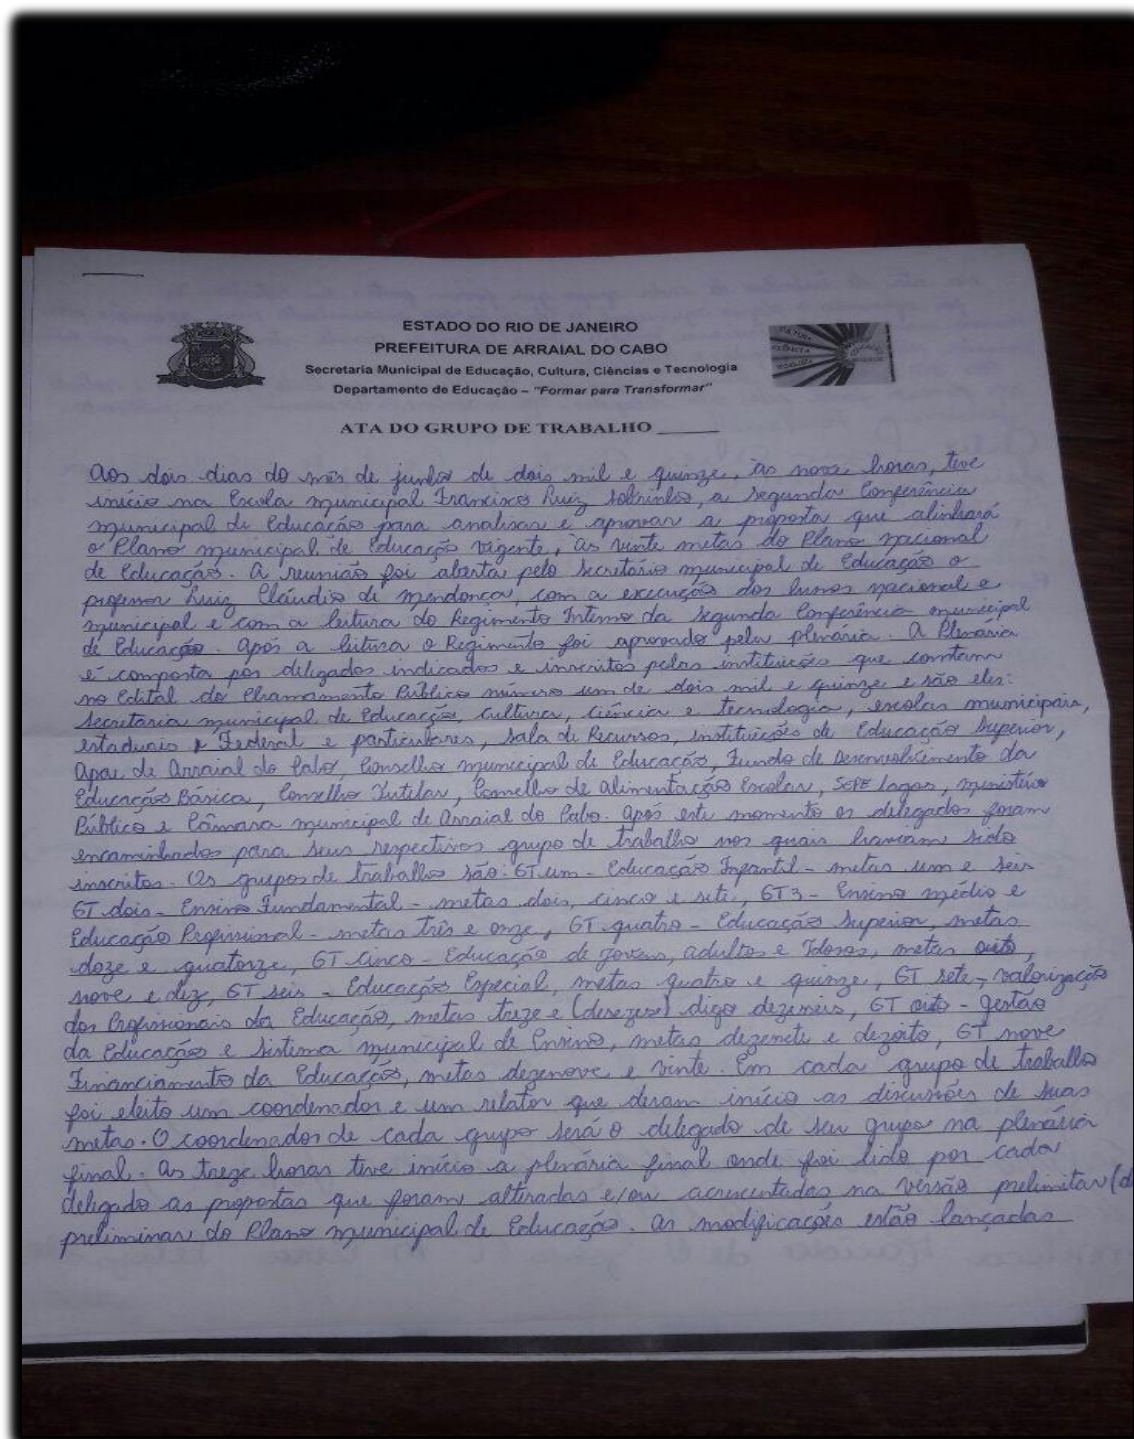 ESTADO DO RIO DE JANEIRO
PREFEITURA DE ARRAIAL DO CABO
Secretaria Municipal de Educação, Cultura, Ciências e Tecnologia
Departamento de Educação – "Formar para Transformar"
ATA DO GRUPO DE TRABALHO ______
Aos dois dias do mês de junho de dois mil e quinze, às nove horas, teve
início na Escola Municipal Francisco Ruiz Sobrinho, a Segunda Conferência
Municipal de Educação para analisar e aprovar a proposta que alinhará
o Plano Municipal de Educação vigente, às vinte metas do Plano Nacional
de Educação. A reunião foi aberta pelo Secretário Municipal de Educação o
professor Luiz Cláudio de Mendonça, com a execução dos hinos nacional e
municipal e com a leitura do Regimento Interno da Segunda Conferência Municipal
de Educação. Após a leitura o Regimento foi aprovado pela plenária. A Plenária
é composta por delegados indicados e inscritos pelas instituições que constam
no Edital do Chamamento Público número um de dois mil e quinze e são eles:
Secretaria Municipal de Educação, Cultura, Ciência e Tecnologia, escolas municipais,
estaduais Federal e particulares, Sala de Recursos, instituições de Educação Superior,
Apae de Arraial do Cabo, Conselho Municipal de Educação, Fundo de Desenvolvimento da
Educação Básica, Conselho Tutelar, Conselho de Alimentação Escolar, SEPE Lagos, Ministério
Público e Câmara Municipal de Arraial do Cabo. Após este momento os delegados foram
encaminhados para seus respectivos grupo de trabalho nos quais haviam sido
inscritos. Os grupos de trabalho são: GT um - Educação Infantil - metas um e seis
GT dois - Ensino Fundamental - metas dois, cinco e sete, GT 3 - Ensino Médio e
Educação Profissional - metas três e onze, GT quatro - Educação Superior, metas
doze e quatorze, GT cinco - Educação de Jovens, Adultos e Idosos, metas oito,
nove e dez, GT seis - Educação Especial, metas quatro e quinze, GT sete - Valorização
dos Profissionais da Educação, metas treze e (desezese) digo dezesseis, GT oito - Gestão
da Educação e Sistema Municipal de Ensino, metas dezessete e dezoito, GT nove
Financiamento da Educação, metas dezenove e vinte. Em cada grupo de trabalho
foi eleito um coordenador e um relator que deram início as discussões de suas
metas. O coordenador de cada grupo será o delegado de seu grupo na plenária
final. As treze horas teve início a plenária final onde foi lido por cada
delegado as propostas que foram alteradas e/ou acrescentadas na versão prelimitar (d
preliminar do Plano Municipal de Educação. As modificações estão lançadas